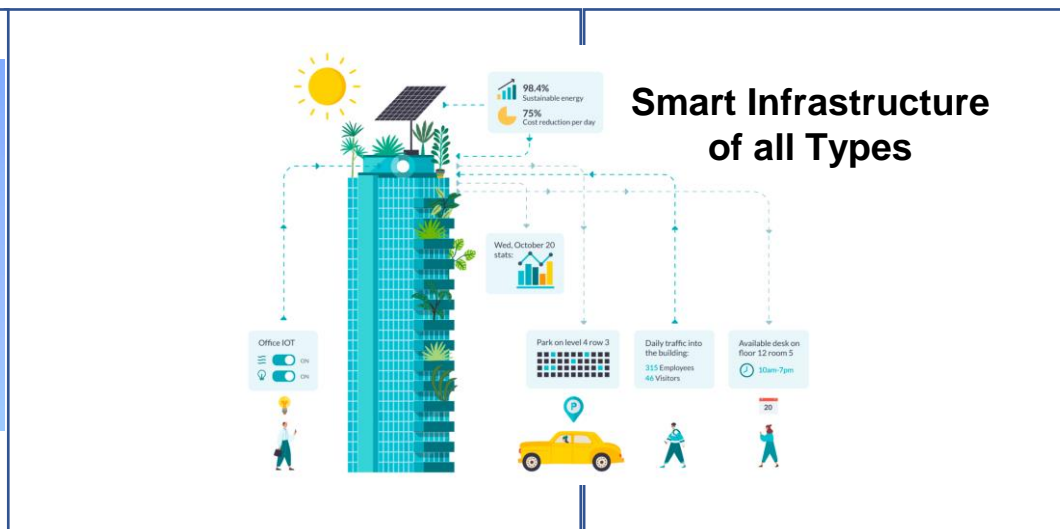 Smart Infrastructure
of all Types
98.4%
Sustainable energy
75%
Cost reduction per day
Wed, October 20
stats:
Office IOT
ON
ON
Park on level 4 row 3
P
Daily traffic into
the building:
315 Employees
46 Visitors
Available desk on
floor 12 room 5
10am-7pm
20